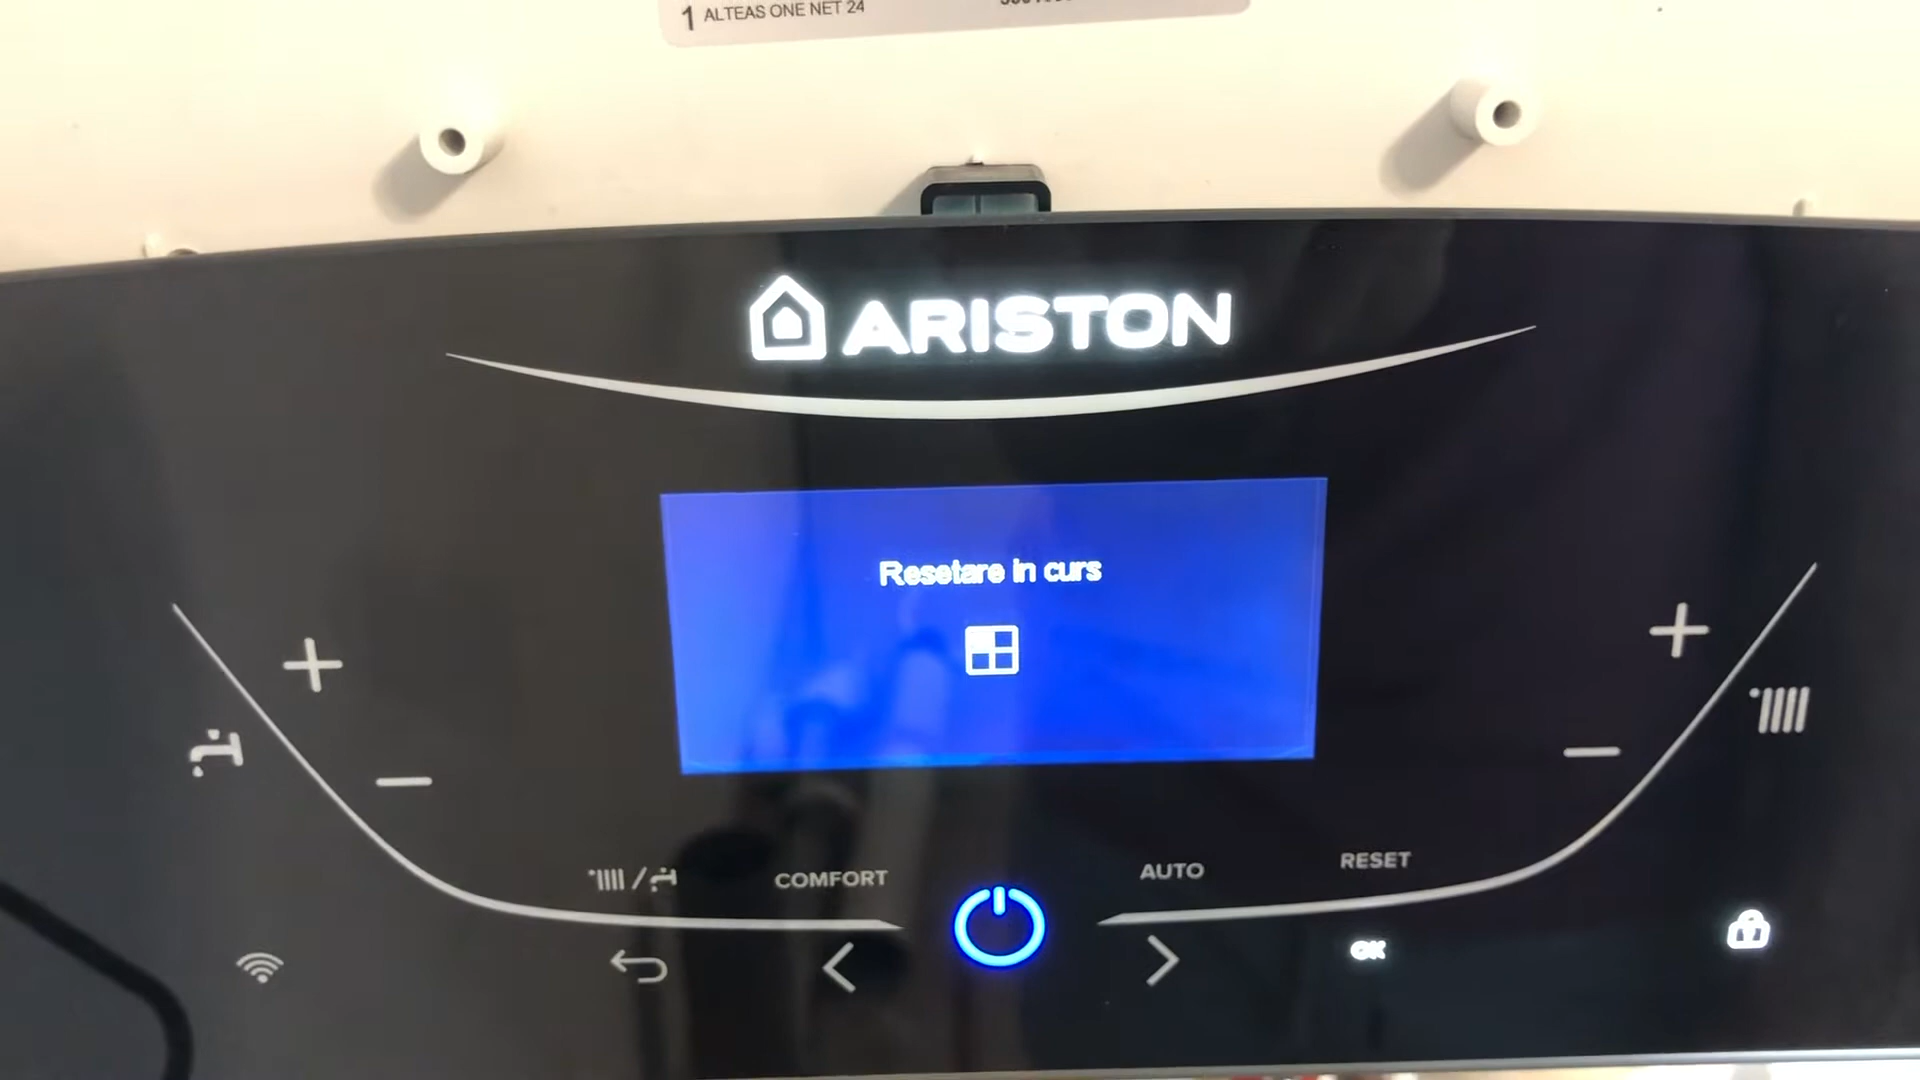 1 ALTEAS ONE NET 24
ARISTON
Resetare in curs
COMFORT
AUTO
RESET
OK